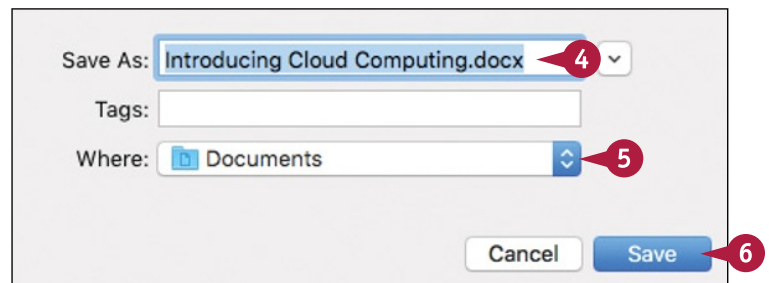 Save As: Introducing Cloud Computing.docx 4
Tags:
Where: Documents 5
Cancel Save 6